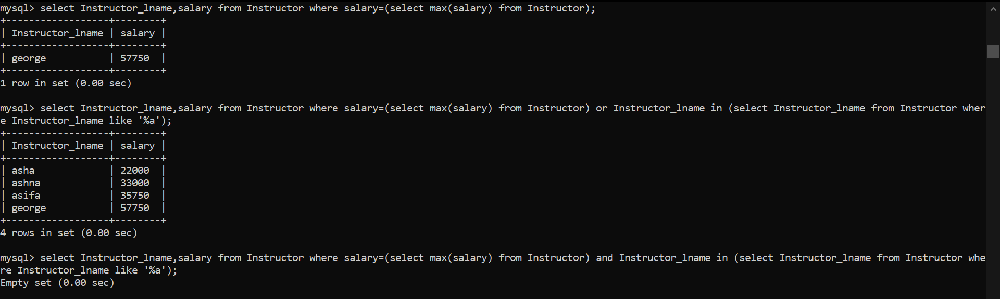 mysql> select Instructor_lname,salary from Instructor where salary=(select max(salary) from Instructor);
+------------------+--------+
| Instructor_lname | salary |
+------------------+--------+
| george           | 57750  |
+------------------+--------+
1 row in set (0.00 sec)

mysql> select Instructor_lname,salary from Instructor where salary=(select max(salary) from Instructor) or Instructor_lname in (select Instructor_lname from Instructor wher
e Instructor_lname like '%a');
+------------------+--------+
| Instructor_lname | salary |
+------------------+--------+
| asha             | 22000  |
| ashna            | 33000  |
| asifa            | 35750  |
| george           | 57750  |
+------------------+--------+
4 rows in set (0.00 sec)

mysql> select Instructor_lname,salary from Instructor where salary=(select max(salary) from Instructor) and Instructor_lname in (select Instructor_lname from Instructor whe
re Instructor_lname like '%a');
Empty set (0.00 sec)